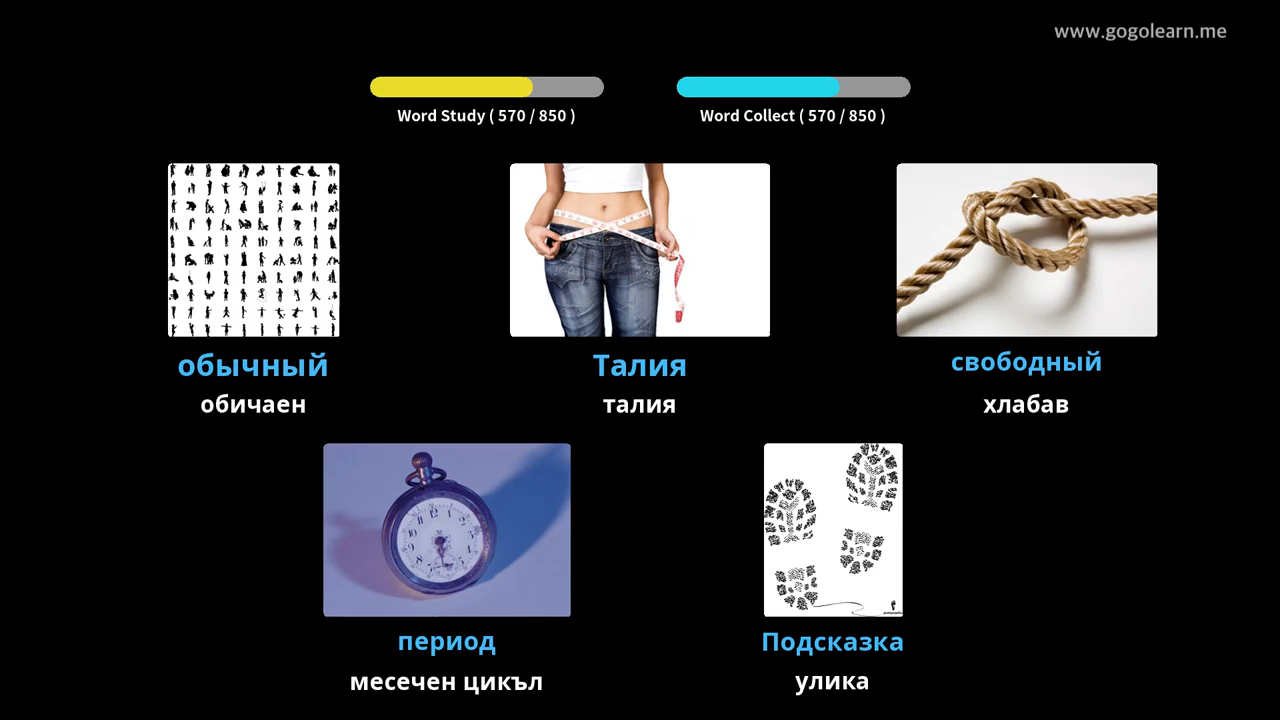 www.gogolearn.me
Word Study ( 570 / 850 )
Word Collect ( 570 / 850 )
обычный
обичаен
Талия
талия
свободный
хлабав
период
месечен цикъл
Подсказка
улика